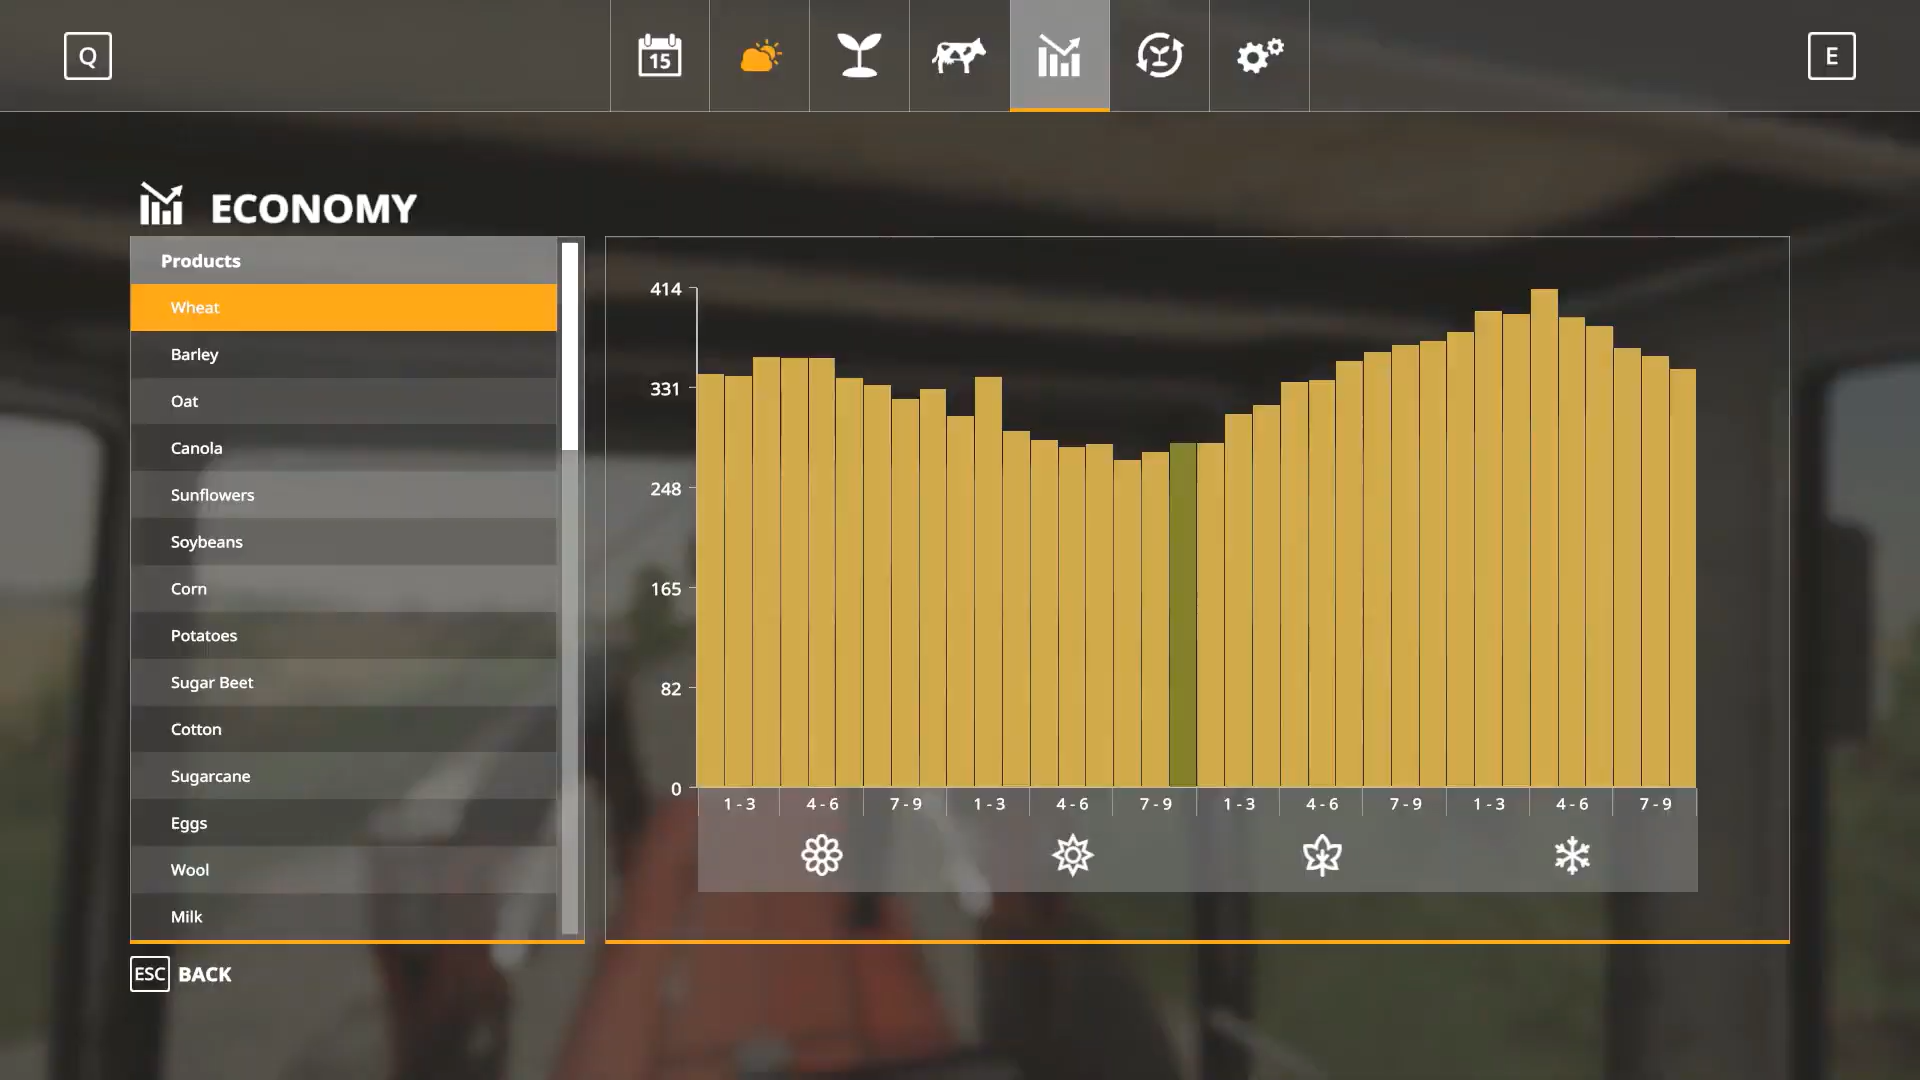 Q
15
E
ECONOMY
Products
Wheat
Barley
Oat
Canola
Sunflowers
Soybeans
Corn
Potatoes
Sugar Beet
Cotton
Sugarcane
Eggs
Wool
Milk
414
331
248
165
82
0
1 - 3 4 - 6 7 - 9 1 - 3 4 - 6 7 - 9 1 - 3 4 - 6 7 - 9 1 - 3 4 - 6 7 - 9
ESC BACK